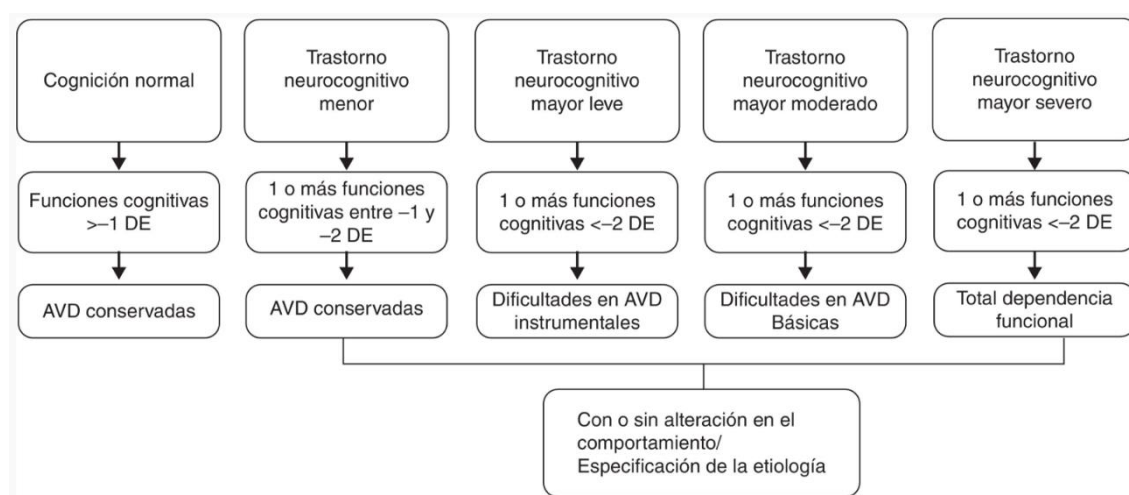 Cognición normal
Trastorno
neurocognitivo
menor
Trastorno
neurocognitivo
mayor leve
Trastorno
neurocognitivo
mayor moderado
Trastorno
neurocognitivo
mayor severo
Funciones cognitivas
>–1 DE
1 o más funciones
cognitivas entre –1 y
–2 DE
1 o más funciones
cognitivas <–2 DE
1 o más funciones
cognitivas <–2 DE
1 o más funciones
cognitivas <–2 DE
AVD conservadas
AVD conservadas
Dificultades en AVD
instrumentales
Dificultades en AVD
Básicas
Total dependencia
funcional
Con o sin alteración en el
comportamiento/
Especificación de la etiología